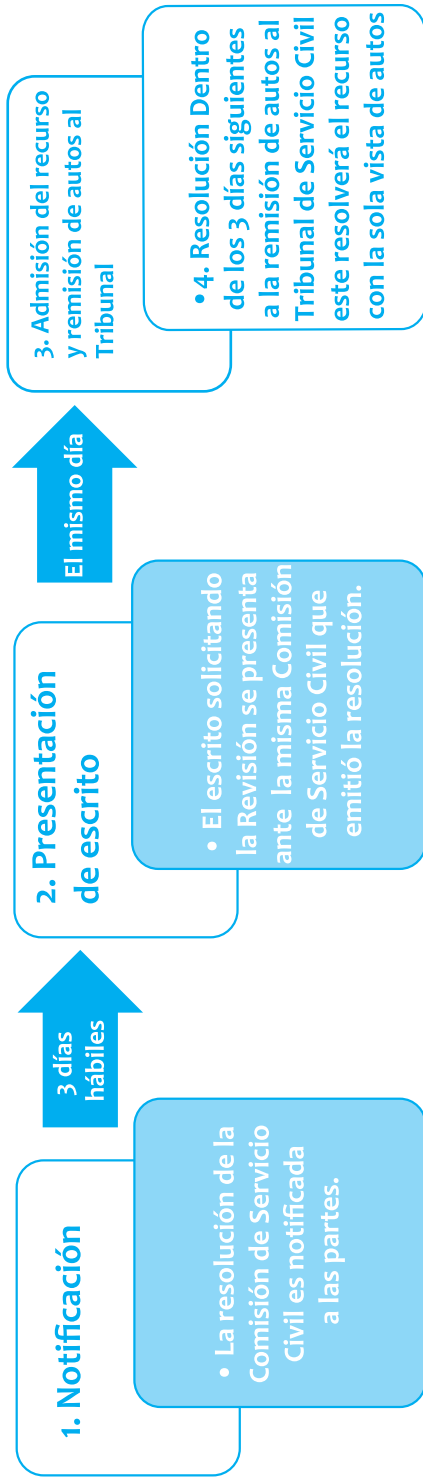 1. Notificación
• La resolución de la
Comisión de Servicio
Civil es notificada
a las partes.
3 días
hábiles
2. Presentación
de escrito
• El escrito solicitando
la Revisión se presenta
ante la misma Comisión
de Servicio Civil que
emitió la resolución.
El mismo día
3. Admisión del recurso
y remisión de autos al
Tribunal
• 4. Resolución Dentro
de los 3 días siguientes
a la remisión de autos al
Tribunal de Servicio Civil
este resolverá el recurso
con la sola vista de autos